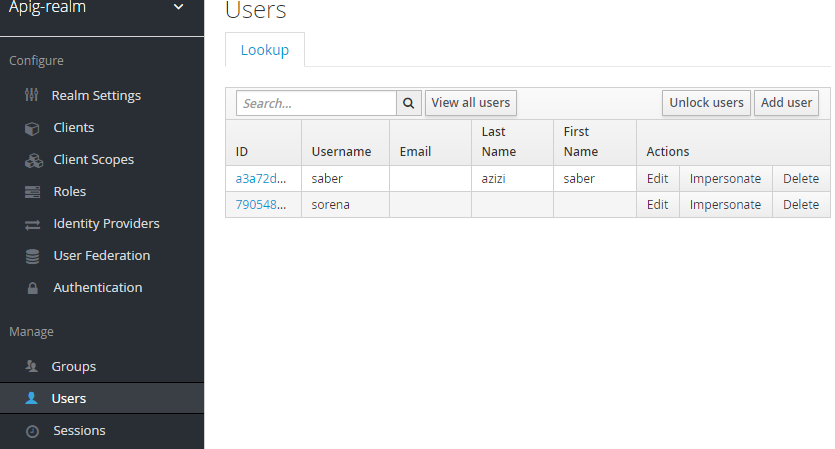 Apig-realm
Configure
Realm Settings
Clients
Client Scopes
Roles
Identity Providers
User Federation
Authentication
Manage
Groups
Users
Sessions
Users
Lookup
Search... View all users Unlock users Add user
ID Username Email Last Name First Name Actions
a3a72d... saber azizi saber Edit Impersonate Delete
790548... sorena Edit Impersonate Delete